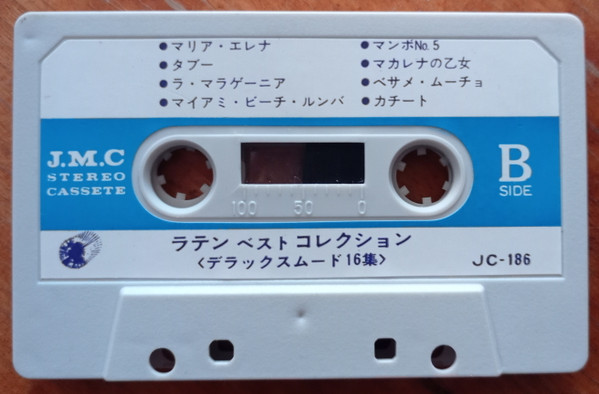 ●マリア・エレナ ●マンボNo.5
●タブー ●マカレナの乙女
●ラ・マラゲーニア ●ベサメ・ムーチョ
●マイアミ・ビーチ・ルンバ ●カチート
J.M.C
STEREO
CASSETE
B
SIDE
100 50 0
ラテン ベスト コレクション
<デラックスムード16集>
JC-186